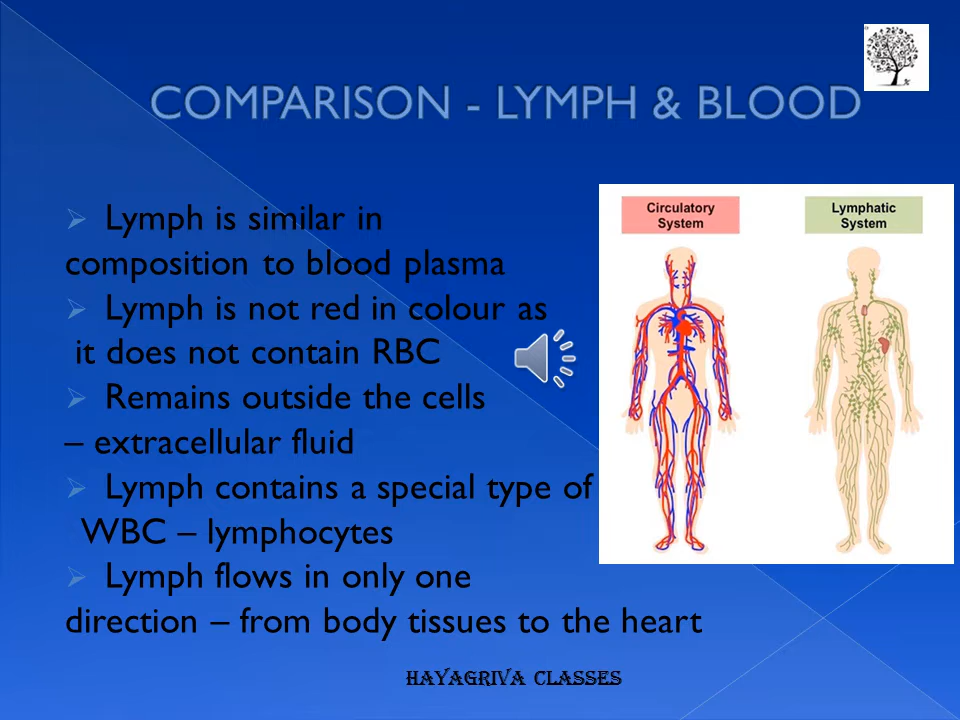 COMPARISON - LYMPH & BLOOD
➢ Lymph is similar in
composition to blood plasma
➢ Lymph is not red in colour as
it does not contain RBC
➢ Remains outside the cells
– extracellular fluid
➢ Lymph contains a special type of
WBC – lymphocytes
➢ Lymph flows in only one
direction – from body tissues to the heart
Circulatory
System
Lymphatic
System
HAYAGRIVA CLASSES